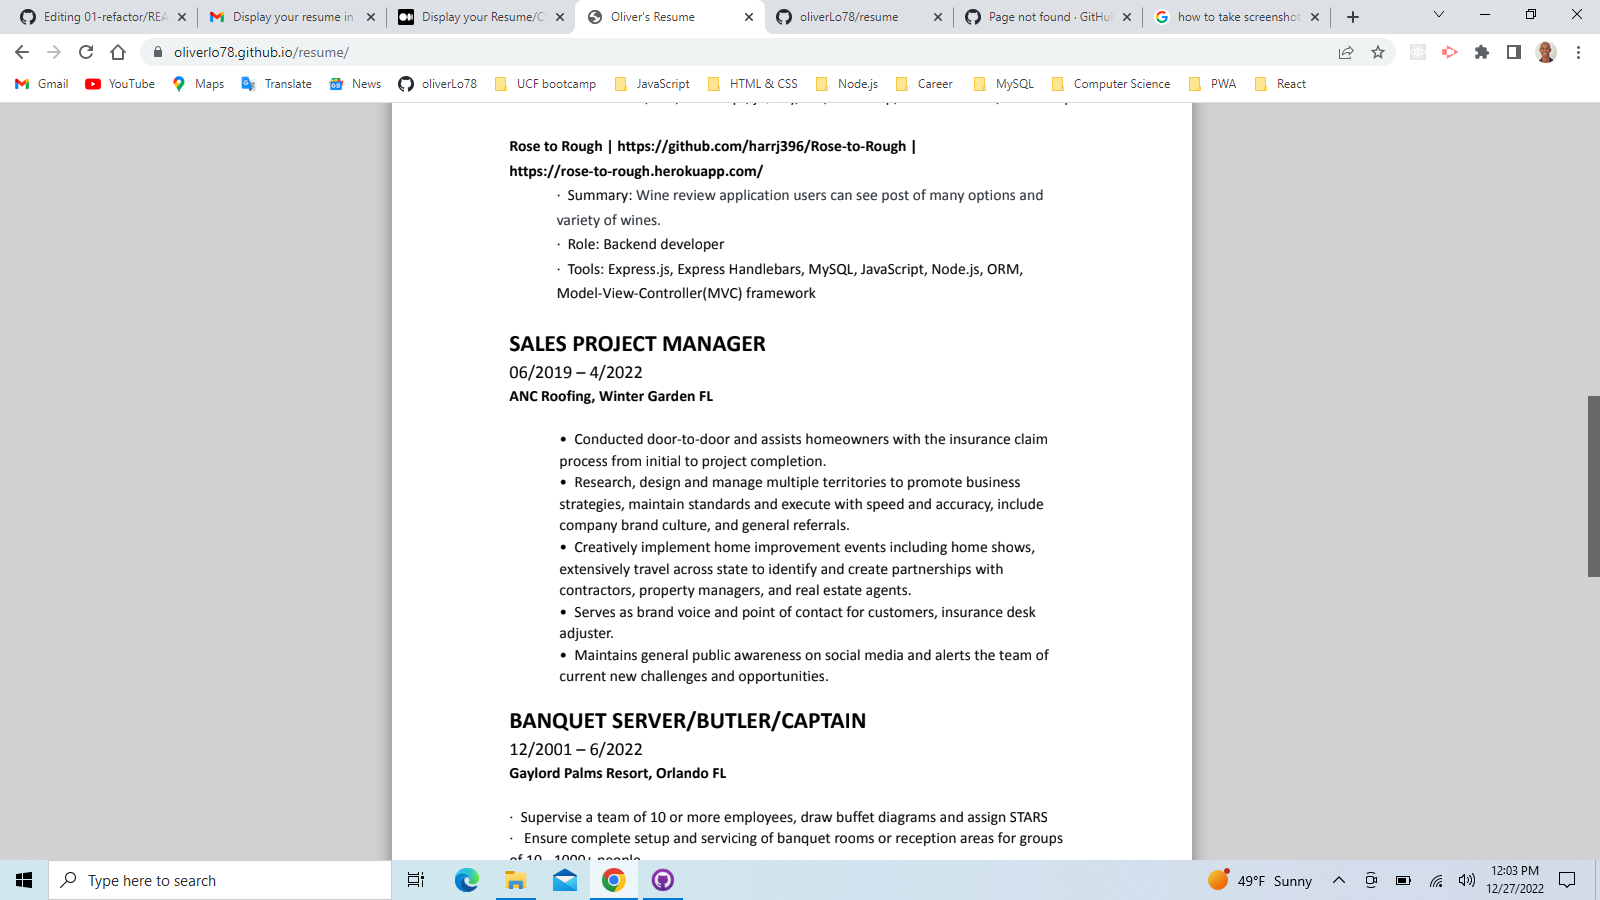 Editing 01-refactor/REA
Display your resume in
Display your Resume/C
Oliver's Resume
oliverLo78/resume
Page not found · GitHu
how to take screenshot
oliverlo78.github.io/resume/
Gmail
YouTube
Maps
Translate
News
oliverLo78
UCF bootcamp
JavaScript
HTML & CSS
Node.js
Career
MySQL
Computer Science
PWA
React
Rose to Rough | https://github.com/harrj396/Rose-to-Rough |
https://rose-to-rough.herokuapp.com/
· Summary: Wine review application users can see post of many options and
variety of wines.
· Role: Backend developer
· Tools: Express.js, Express Handlebars, MySQL, JavaScript, Node.js, ORM,
Model-View-Controller(MVC) framework
SALES PROJECT MANAGER
06/2019 – 4/2022
ANC Roofing, Winter Garden FL
• Conducted door-to-door and assists homeowners with the insurance claim
process from initial to project completion.
• Research, design and manage multiple territories to promote business
strategies, maintain standards and execute with speed and accuracy, include
company brand culture, and general referrals.
• Creatively implement home improvement events including home shows,
extensively travel across state to identify and create partnerships with
contractors, property managers, and real estate agents.
• Serves as brand voice and point of contact for customers, insurance desk
adjuster.
• Maintains general public awareness on social media and alerts the team of
current new challenges and opportunities.
BANQUET SERVER/BUTLER/CAPTAIN
12/2001 – 6/2022
Gaylord Palms Resort, Orlando FL
· Supervise a team of 10 or more employees, draw buffet diagrams and assign STARS
· Ensure complete setup and servicing of banquet rooms or reception areas for groups
of 10 - 1000+ people
Type here to search
49°F Sunny
12:03 PM
12/27/2022